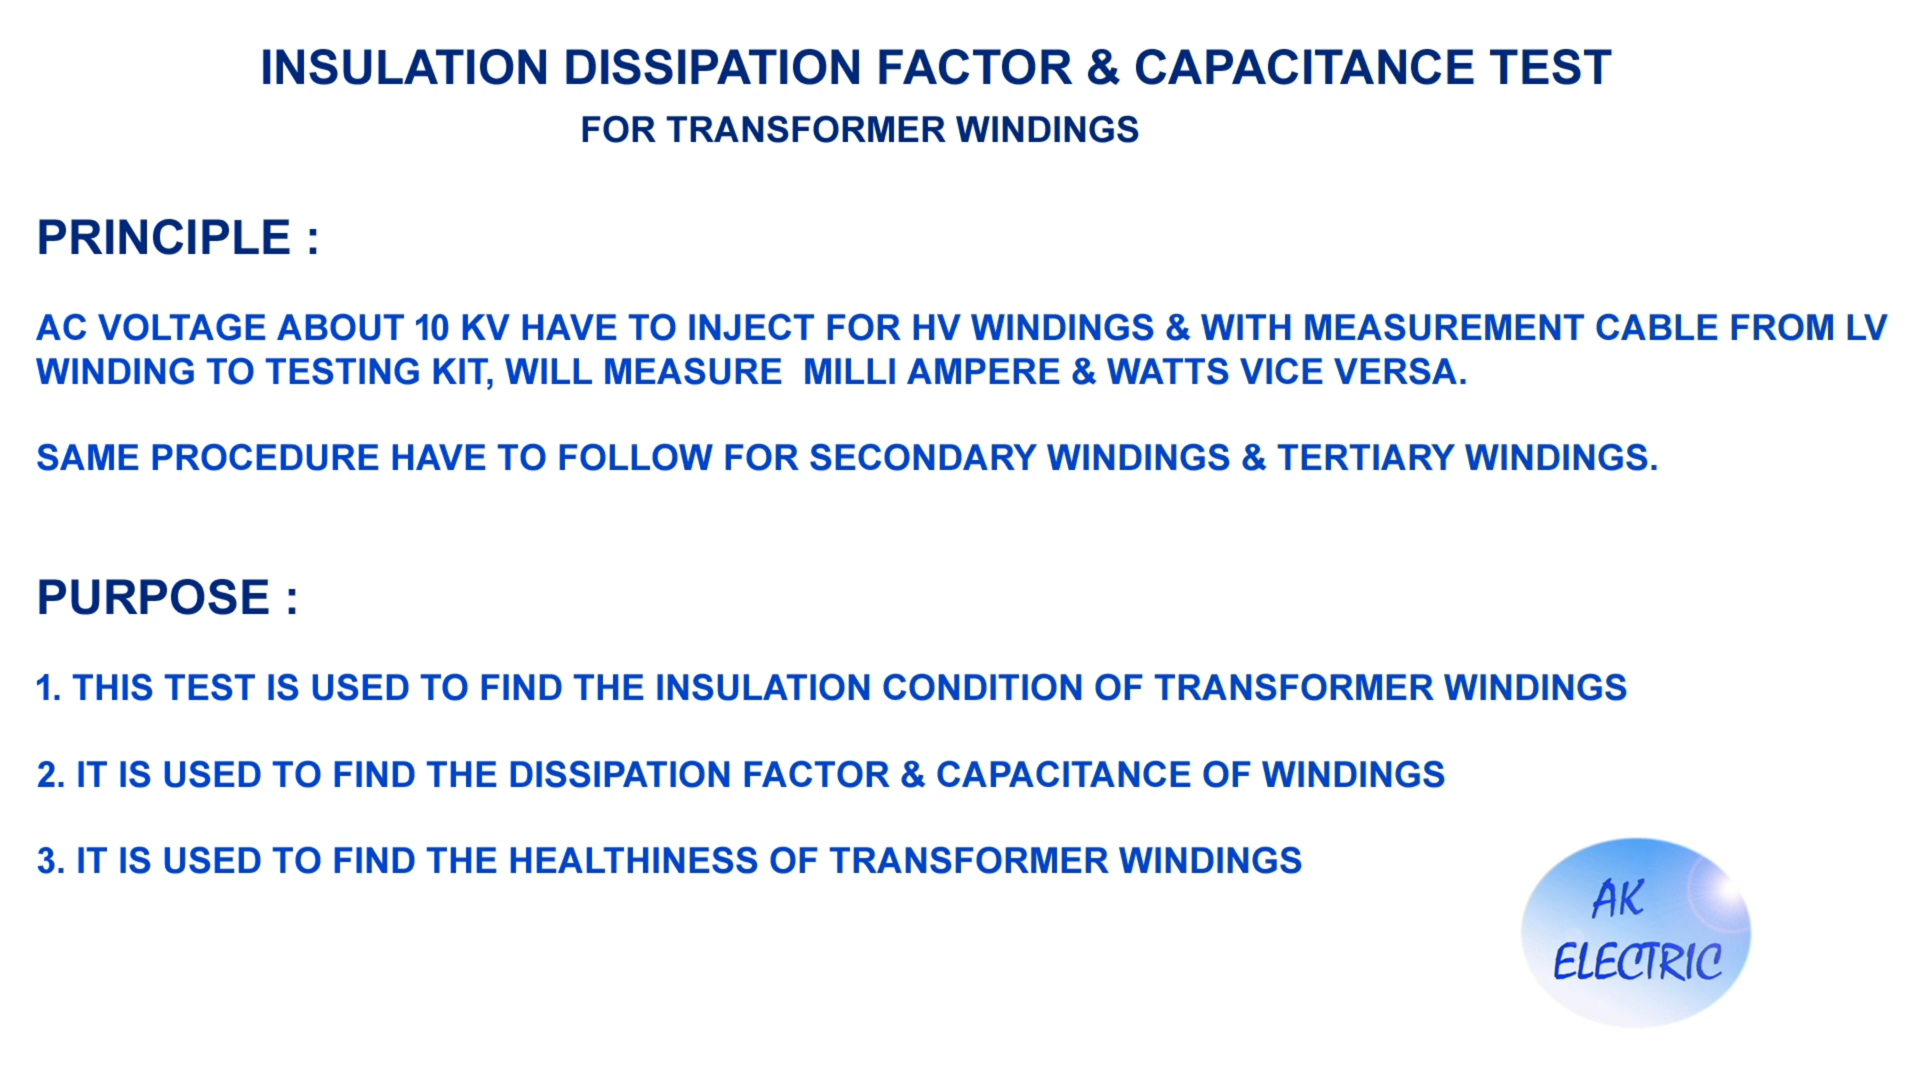 INSULATION DISSIPATION FACTOR & CAPACITANCE TEST
FOR TRANSFORMER WINDINGS
PRINCIPLE :
AC VOLTAGE ABOUT 10 KV HAVE TO INJECT FOR HV WINDINGS & WITH MEASUREMENT CABLE FROM LV
WINDING TO TESTING KIT, WILL MEASURE MILLI AMPERE & WATTS VICE VERSA.
SAME PROCEDURE HAVE TO FOLLOW FOR SECONDARY WINDINGS & TERTIARY WINDINGS.
PURPOSE :
1. THIS TEST IS USED TO FIND THE INSULATION CONDITION OF TRANSFORMER WINDINGS
2. IT IS USED TO FIND THE DISSIPATION FACTOR & CAPACITANCE OF WINDINGS
3. IT IS USED TO FIND THE HEALTHINESS OF TRANSFORMER WINDINGS
AK
ELECTRIC